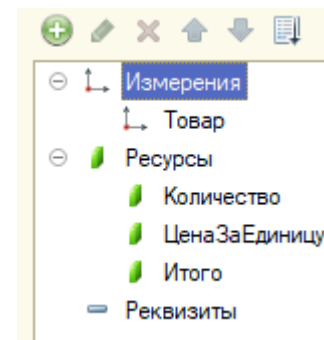 Измерения
Товар
Ресурсы
Количество
ЦенаЗаЕдиницу
Итого
Реквизиты